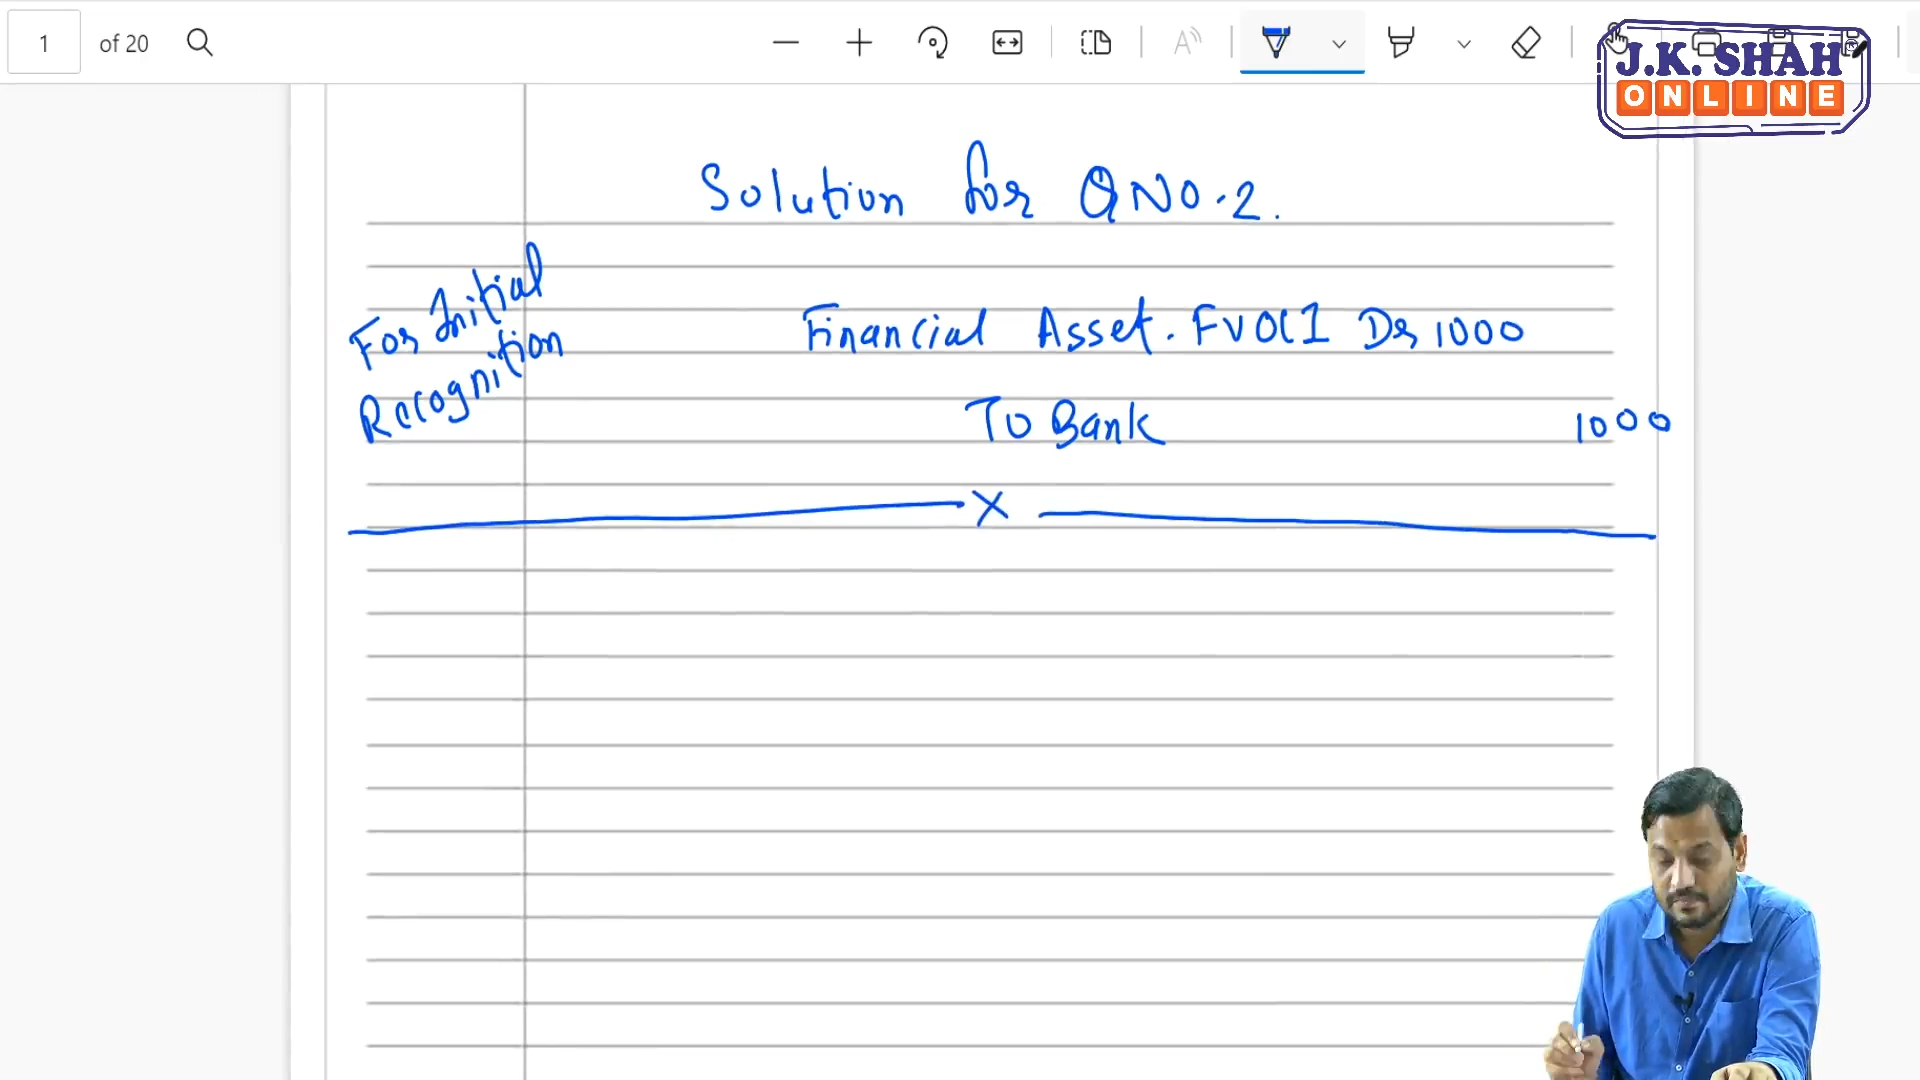 1 of 20
J.K. SHAH
ONLINE
Solution for QNO.2.
For Initial
Recognition
Financial Asset. FVOCI Dr 1000
To Bank 1000
X